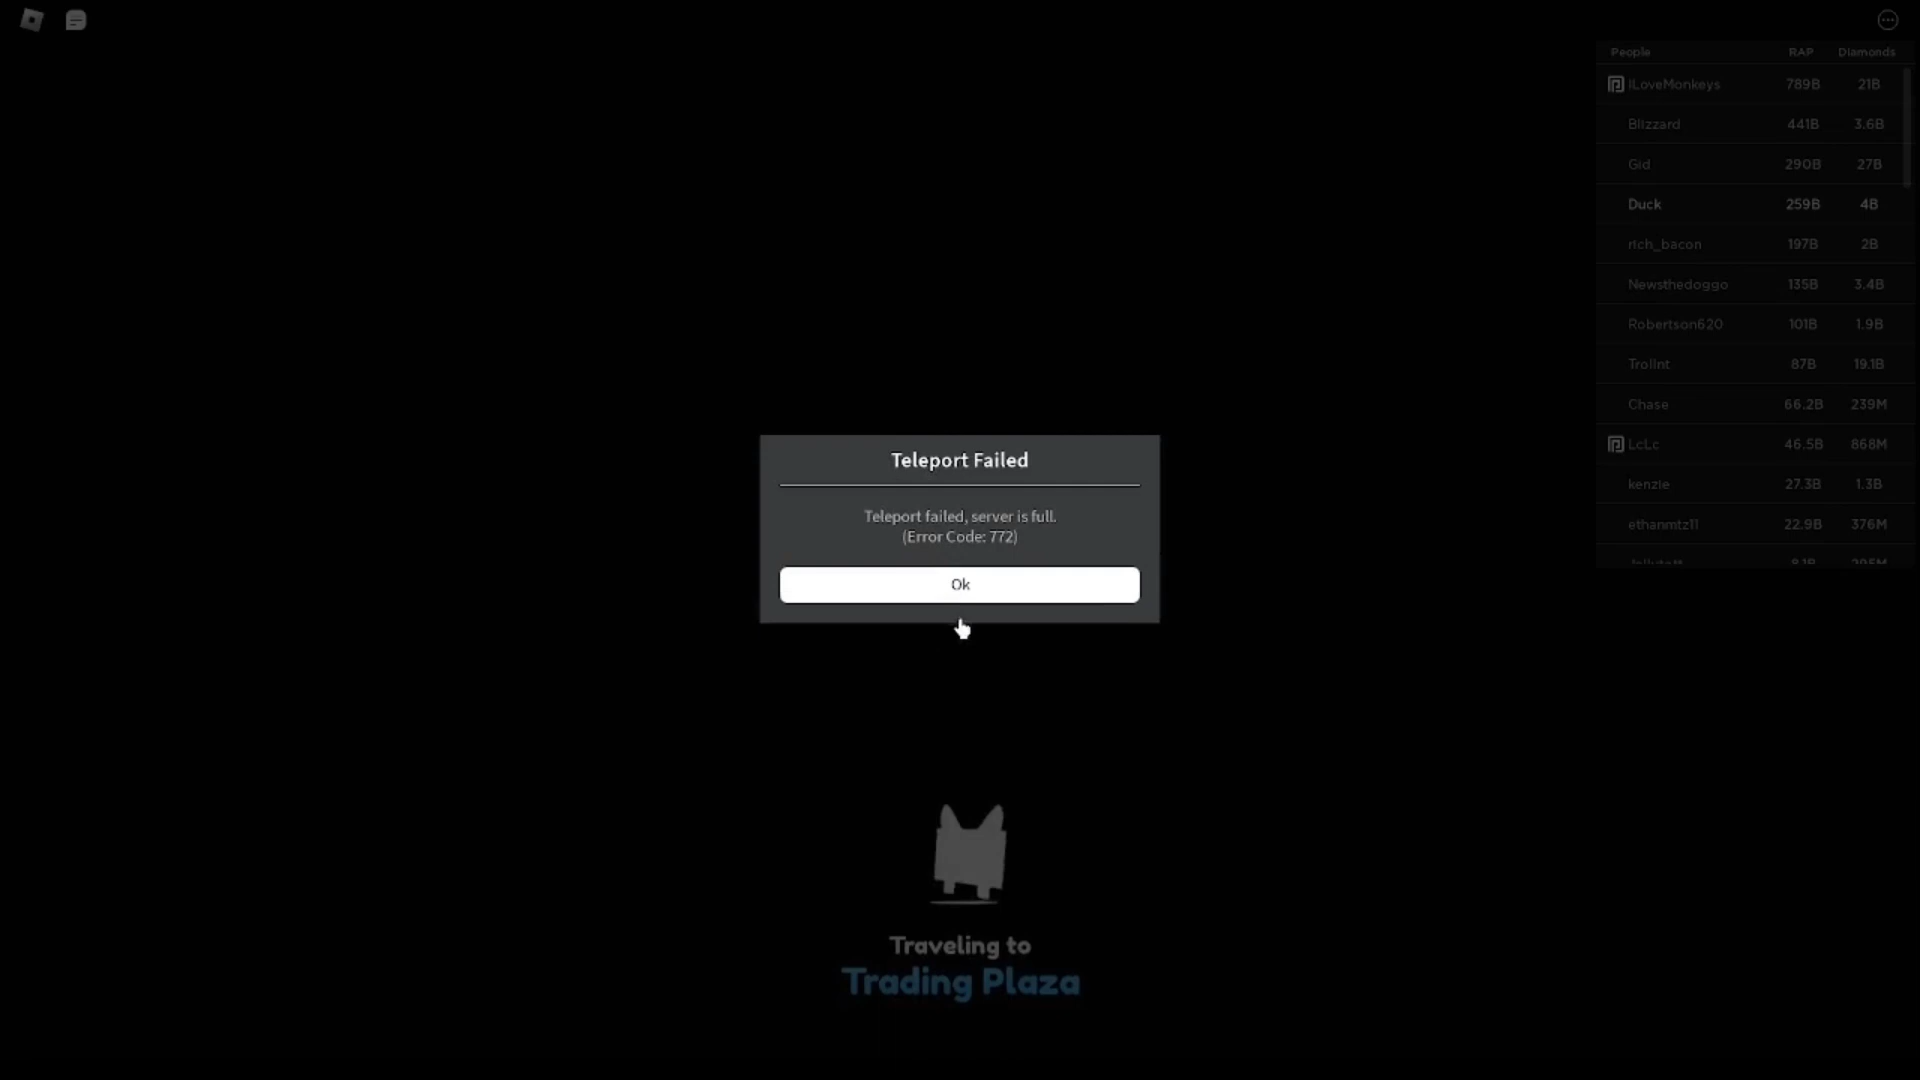 People RAP Diamonds
ILoveMonkeys 789B 21B
Blizzard 441B 3.6B
Gid 290B 27B
Duck 259B 4B
rich_bacon 197B 2B
Newsthedoggo 135B 3.4B
Robertson620 101B 1.9B
Trollnt 87B 19.1B
Chase 66.2B 239M
LcLc 46.5B 868M
kenzie 27.3B 1.3B
ethanmtz11 22.9B 376M
Teleport Failed
Teleport failed, server is full.
(Error Code: 772)
Ok
Traveling to
Trading Plaza